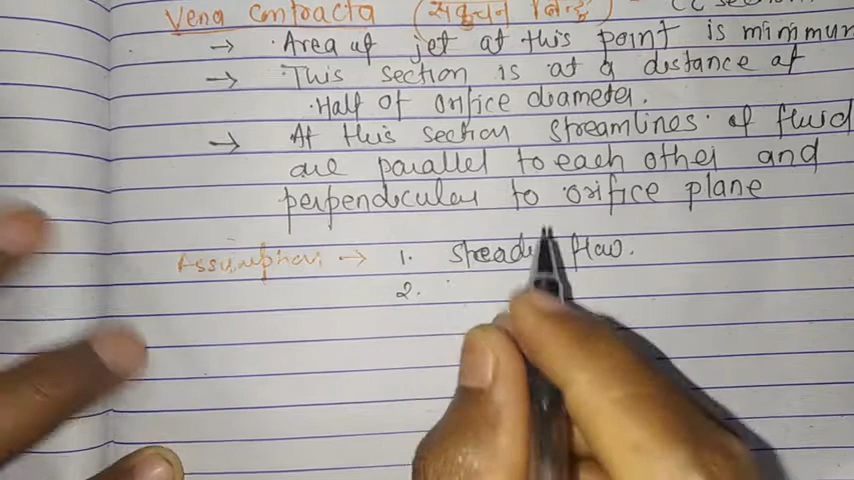 Vena Contracta (संकुचन बिन्दु) - CC section
→ Area of jet at this point is minimum
→ This section is at a distance of
Half of orifice diameter.
→ At this section streamlines of fluid
are parallel to each other and
perpendicular to orifice plane
Assumption → 1. Steady flow.
2.